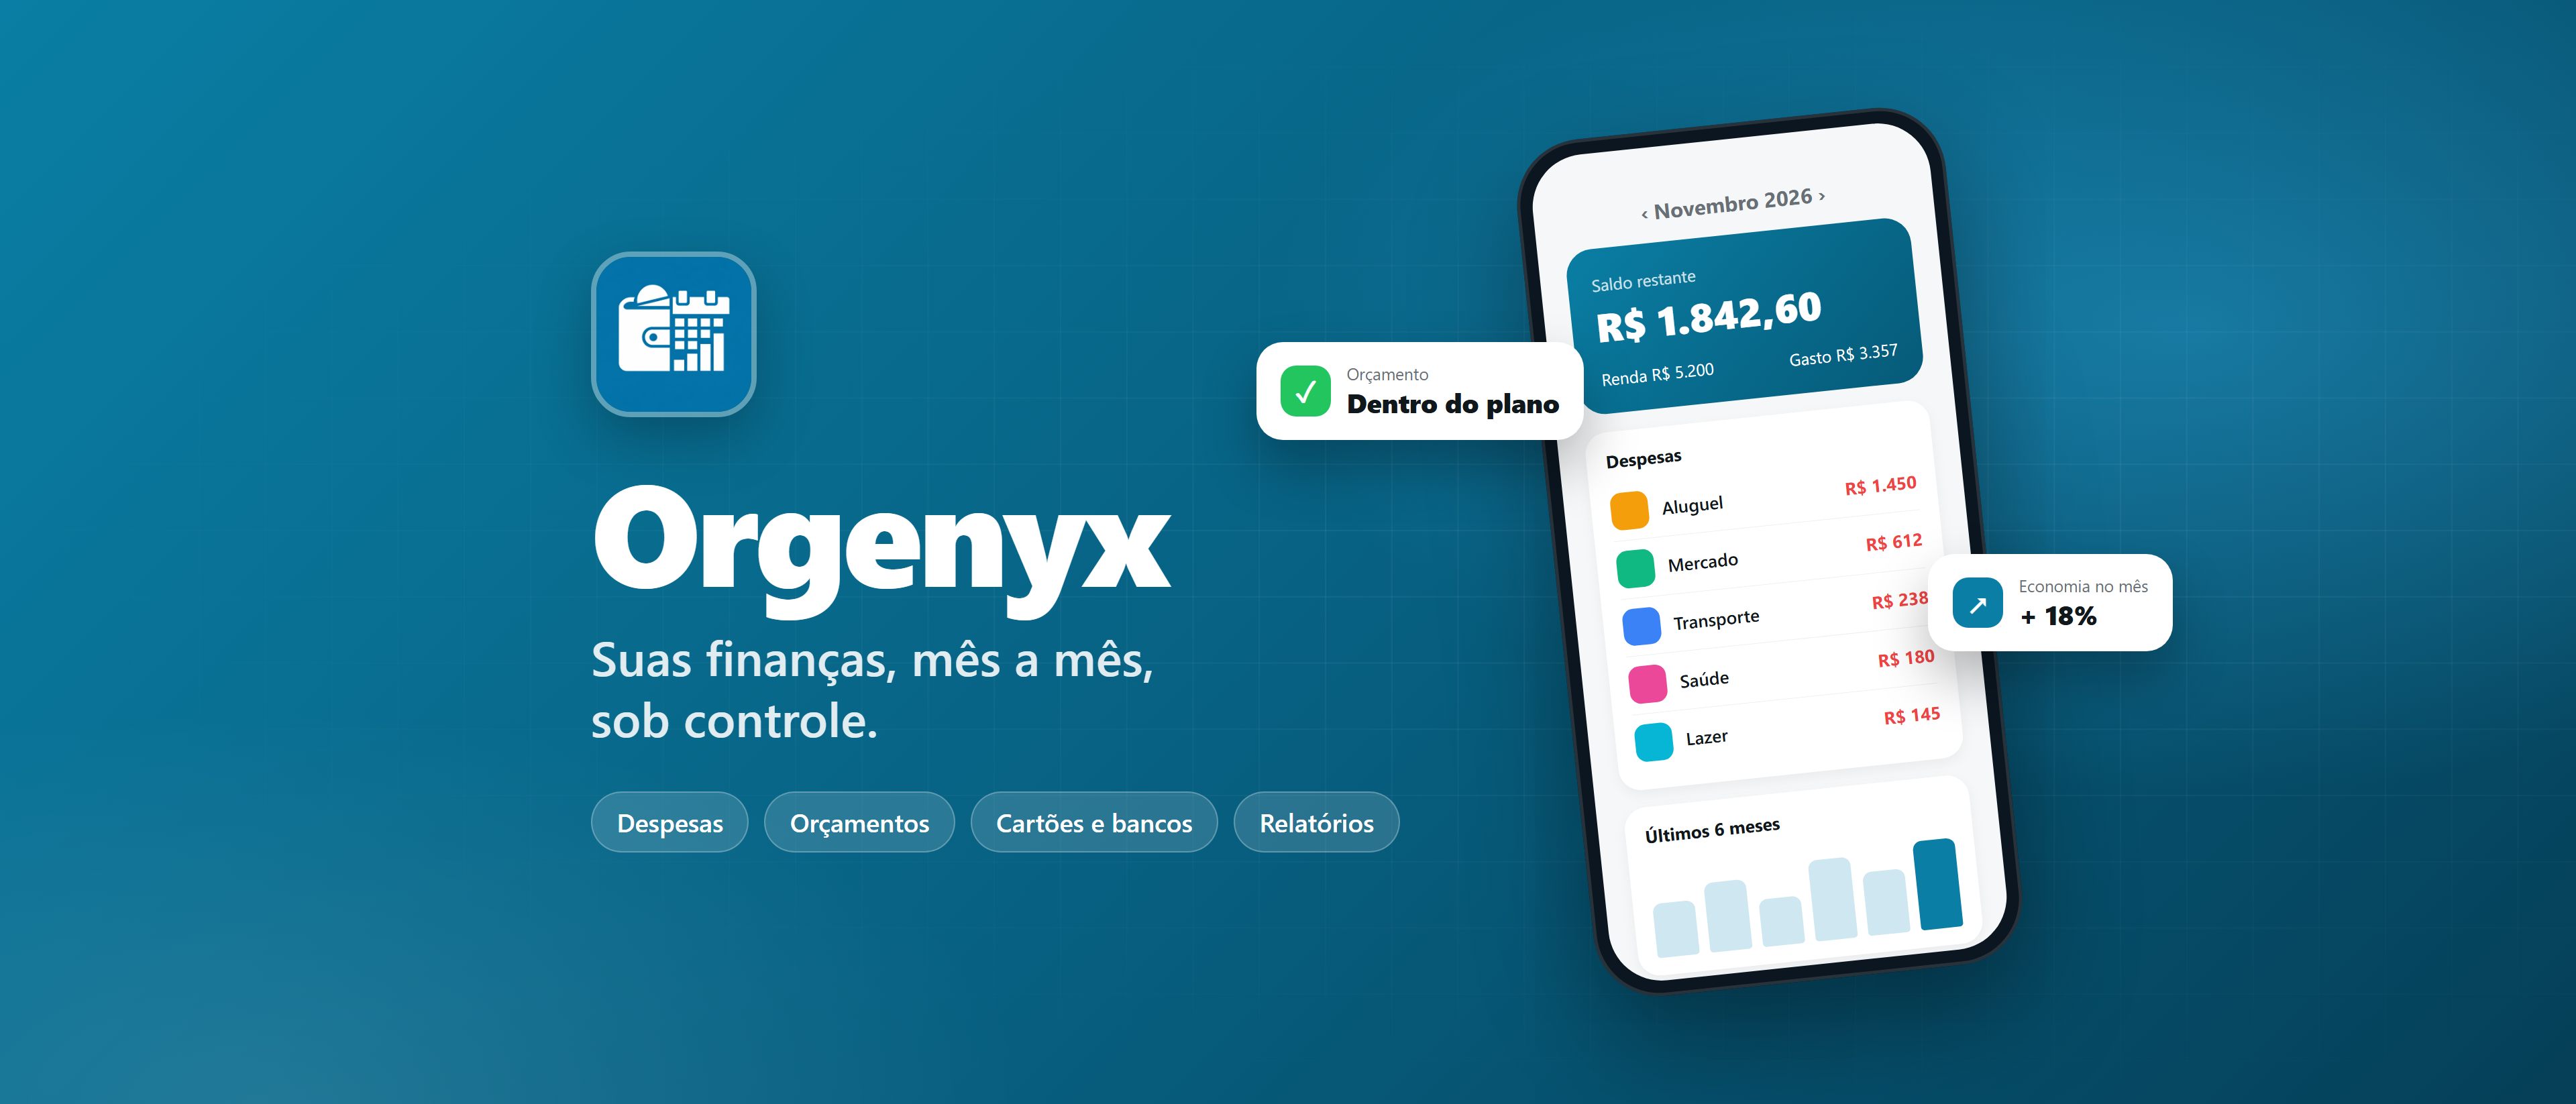 Orgenyx
Suas finanças, mês a mês,
sob controle.
Despesas
Orçamentos
Cartões e bancos
Relatórios
Orçamento
Dentro do plano
‹ Novembro 2026 ›
Saldo restante
R$ 1.842,60
Renda R$ 5.200
Gasto R$ 3.357
Despesas
Aluguel R$ 1.450
Mercado R$ 612
Transporte R$ 238
Saúde R$ 180
Lazer R$ 145
Economia no mês
+ 18%
Últimos 6 meses